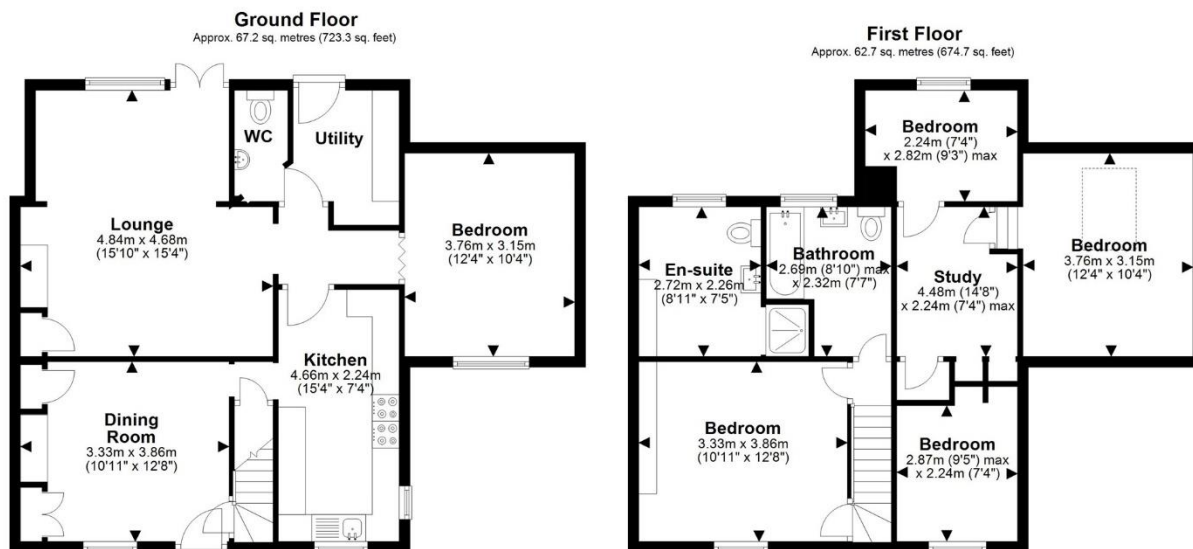 Ground Floor
Approx. 67.2 sq. metres (723.3 sq. feet)
WC
Utility
Lounge
4.84m x 4.68m
(15'10" x 15'4")
Bedroom
3.76m x 3.15m
(12'4" x 10'4")
Kitchen
4.66m x 2.24m
(15'4" x 7'4")
Dining
Room
3.33m x 3.86m
(10'11" x 12'8")
First Floor
Approx. 62.7 sq. metres (674.7 sq. feet)
Bedroom
2.24m (7'4")
x 2.82m (9'3") max
En-suite
2.72m x 2.26m
(8'11" x 7'5")
Bathroom
2.69m (8'10") max
x 2.32m (7'7")
Study
4.48m (14'8")
x 2.24m (7'4") max
Bedroom
3.76m x 3.15m
(12'4" x 10'4")
Bedroom
3.33m x 3.86m
(10'11" x 12'8")
Bedroom
2.87m (9'5") max
x 2.24m (7'4")